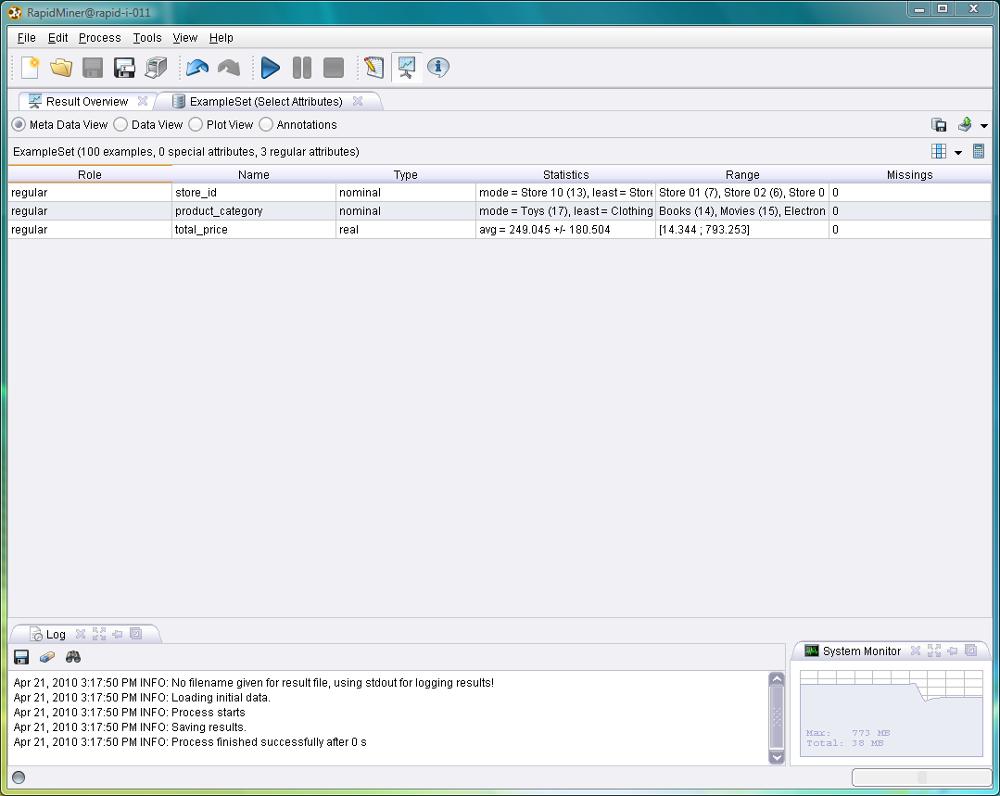 RapidMiner@rapid-i-011
File Edit Process Tools View Help
Result Overview ExampleSet (Select Attributes)
Meta Data View Data View Plot View Annotations
ExampleSet (100 examples, 0 special attributes, 3 regular attributes)
Role Name Type Statistics Range Missings
regular store_id nominal mode = Store 10 (13), least = Store Store 01 (7), Store 02 (6), Store 0 0
regular product_category nominal mode = Toys (17), least = Clothing Books (14), Movies (15), Electron 0
regular total_price real avg = 249.045 +/- 180.504 [14.344 ; 793.253] 0
Log
Apr 21, 2010 3:17:50 PM INFO: No filename given for result file, using stdout for logging results!
Apr 21, 2010 3:17:50 PM INFO: Loading initial data.
Apr 21, 2010 3:17:50 PM INFO: Process starts
Apr 21, 2010 3:17:50 PM INFO: Saving results.
Apr 21, 2010 3:17:50 PM INFO: Process finished successfully after 0 s
System Monitor
Max: 773 MB
Total: 38 MB